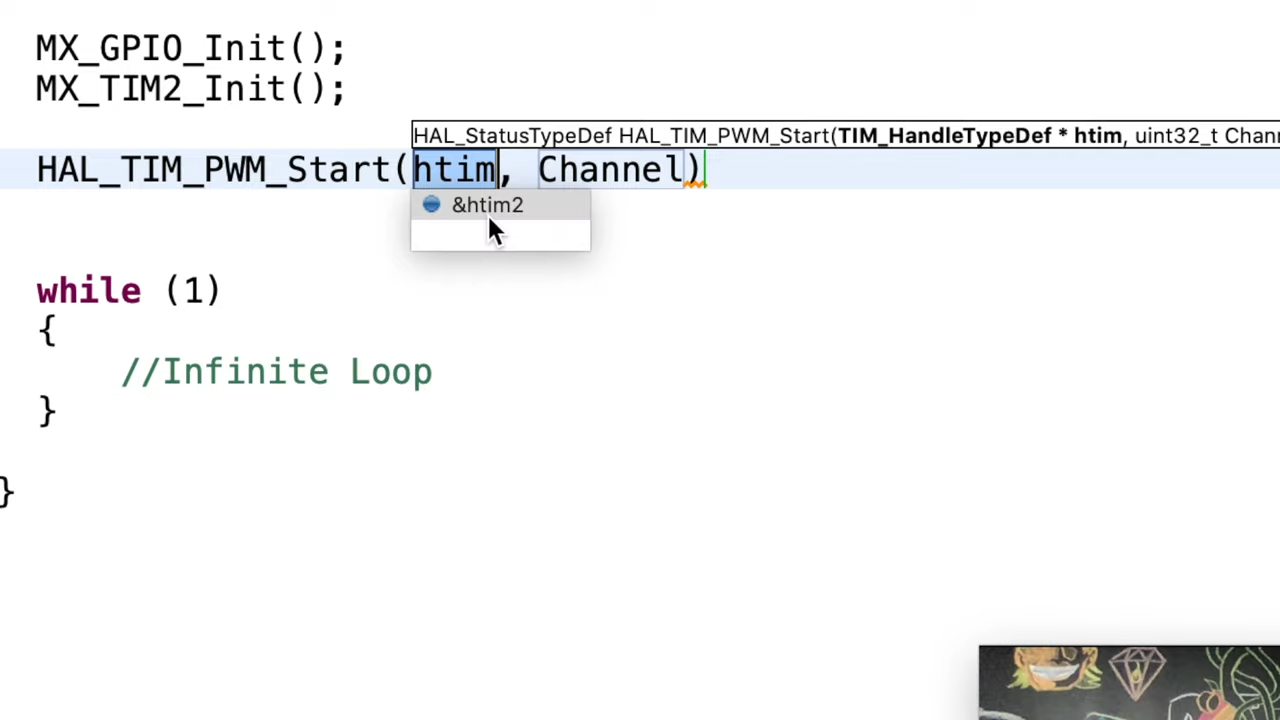 MX_GPIO_Init();
MX_TIM2_Init();
HAL_StatusTypeDef HAL_TIM_PWM_Start(TIM_HandleTypeDef * htim, uint32_t Chan
HAL_TIM_PWM_Start(htim, Channel)
&htim2
while (1)
{
//Infinite Loop
}
}